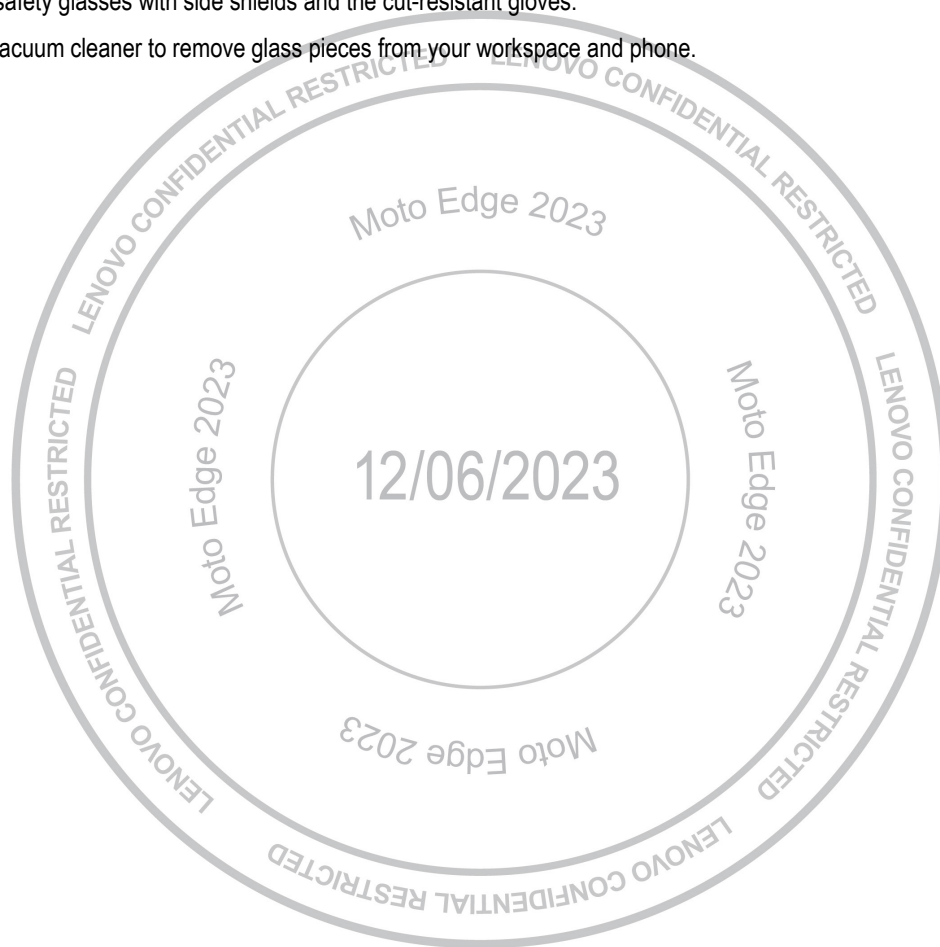 safety glasses with side shields and the cut-resistant gloves.
acuum cleaner to remove glass pieces from your workspace and phone.
LENOVO CONFIDENTIAL RESTRICTED
LENOVO CONFIDENTIAL RESTRICTED
LENOVO CONFIDENTIAL RESTRICTED
LENOVO CONFIDENTIAL RESTRICTED
Moto Edge 2023
Moto Edge 2023
12/06/2023
Moto Edge 2023
Moto Edge 2023